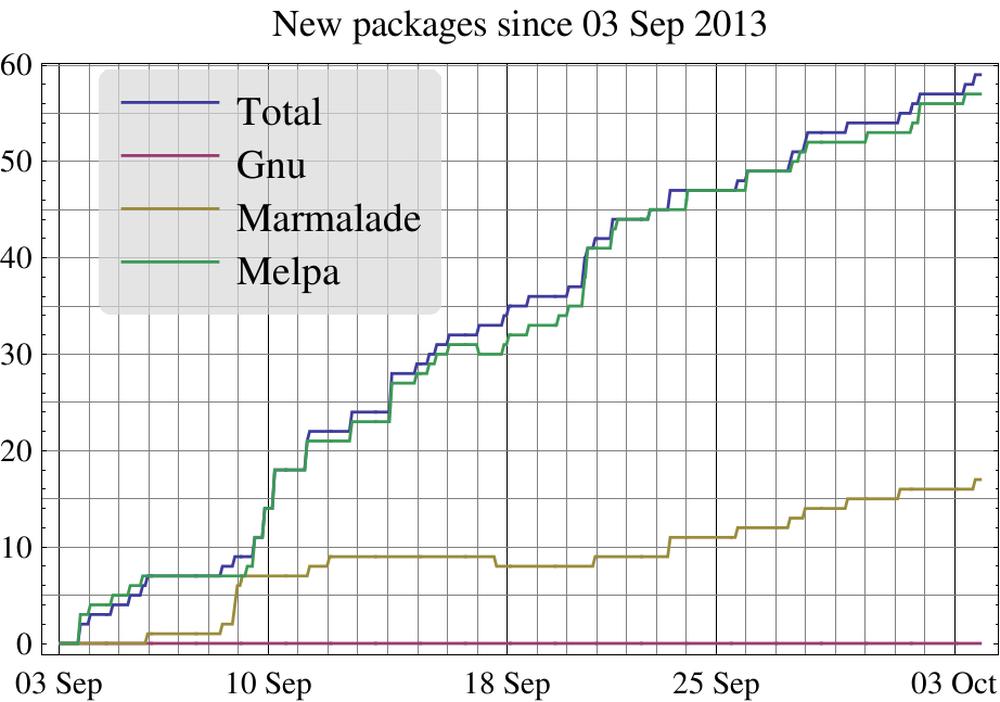 New packages since 03 Sep 2013
60
50
40
30
20
10
0
Total
Gnu
Marmalade
Melpa
03 Sep 10 Sep 18 Sep 25 Sep 03 Oct